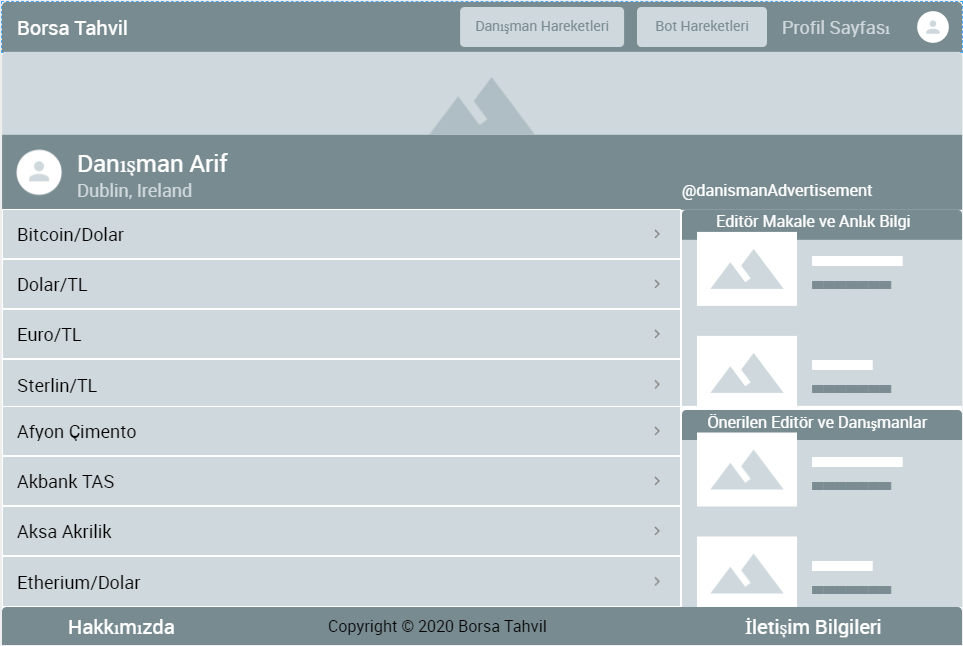 Borsa Tahvil
Danışman Hareketleri
Bot Hareketleri
Profil Sayfası
Danışman Arif
Dublin, Ireland
@danismanAdvertisement
Bitcoin/Dolar
Dolar/TL
Euro/TL
Sterlin/TL
Afyon Çimento
Akbank TAS
Aksa Akrilik
Etherium/Dolar
Editör Makale ve Anlık Bilgi
Önerilen Editör ve Danışmanlar
Hakkımızda
Copyright © 2020 Borsa Tahvil
İletişim Bilgileri